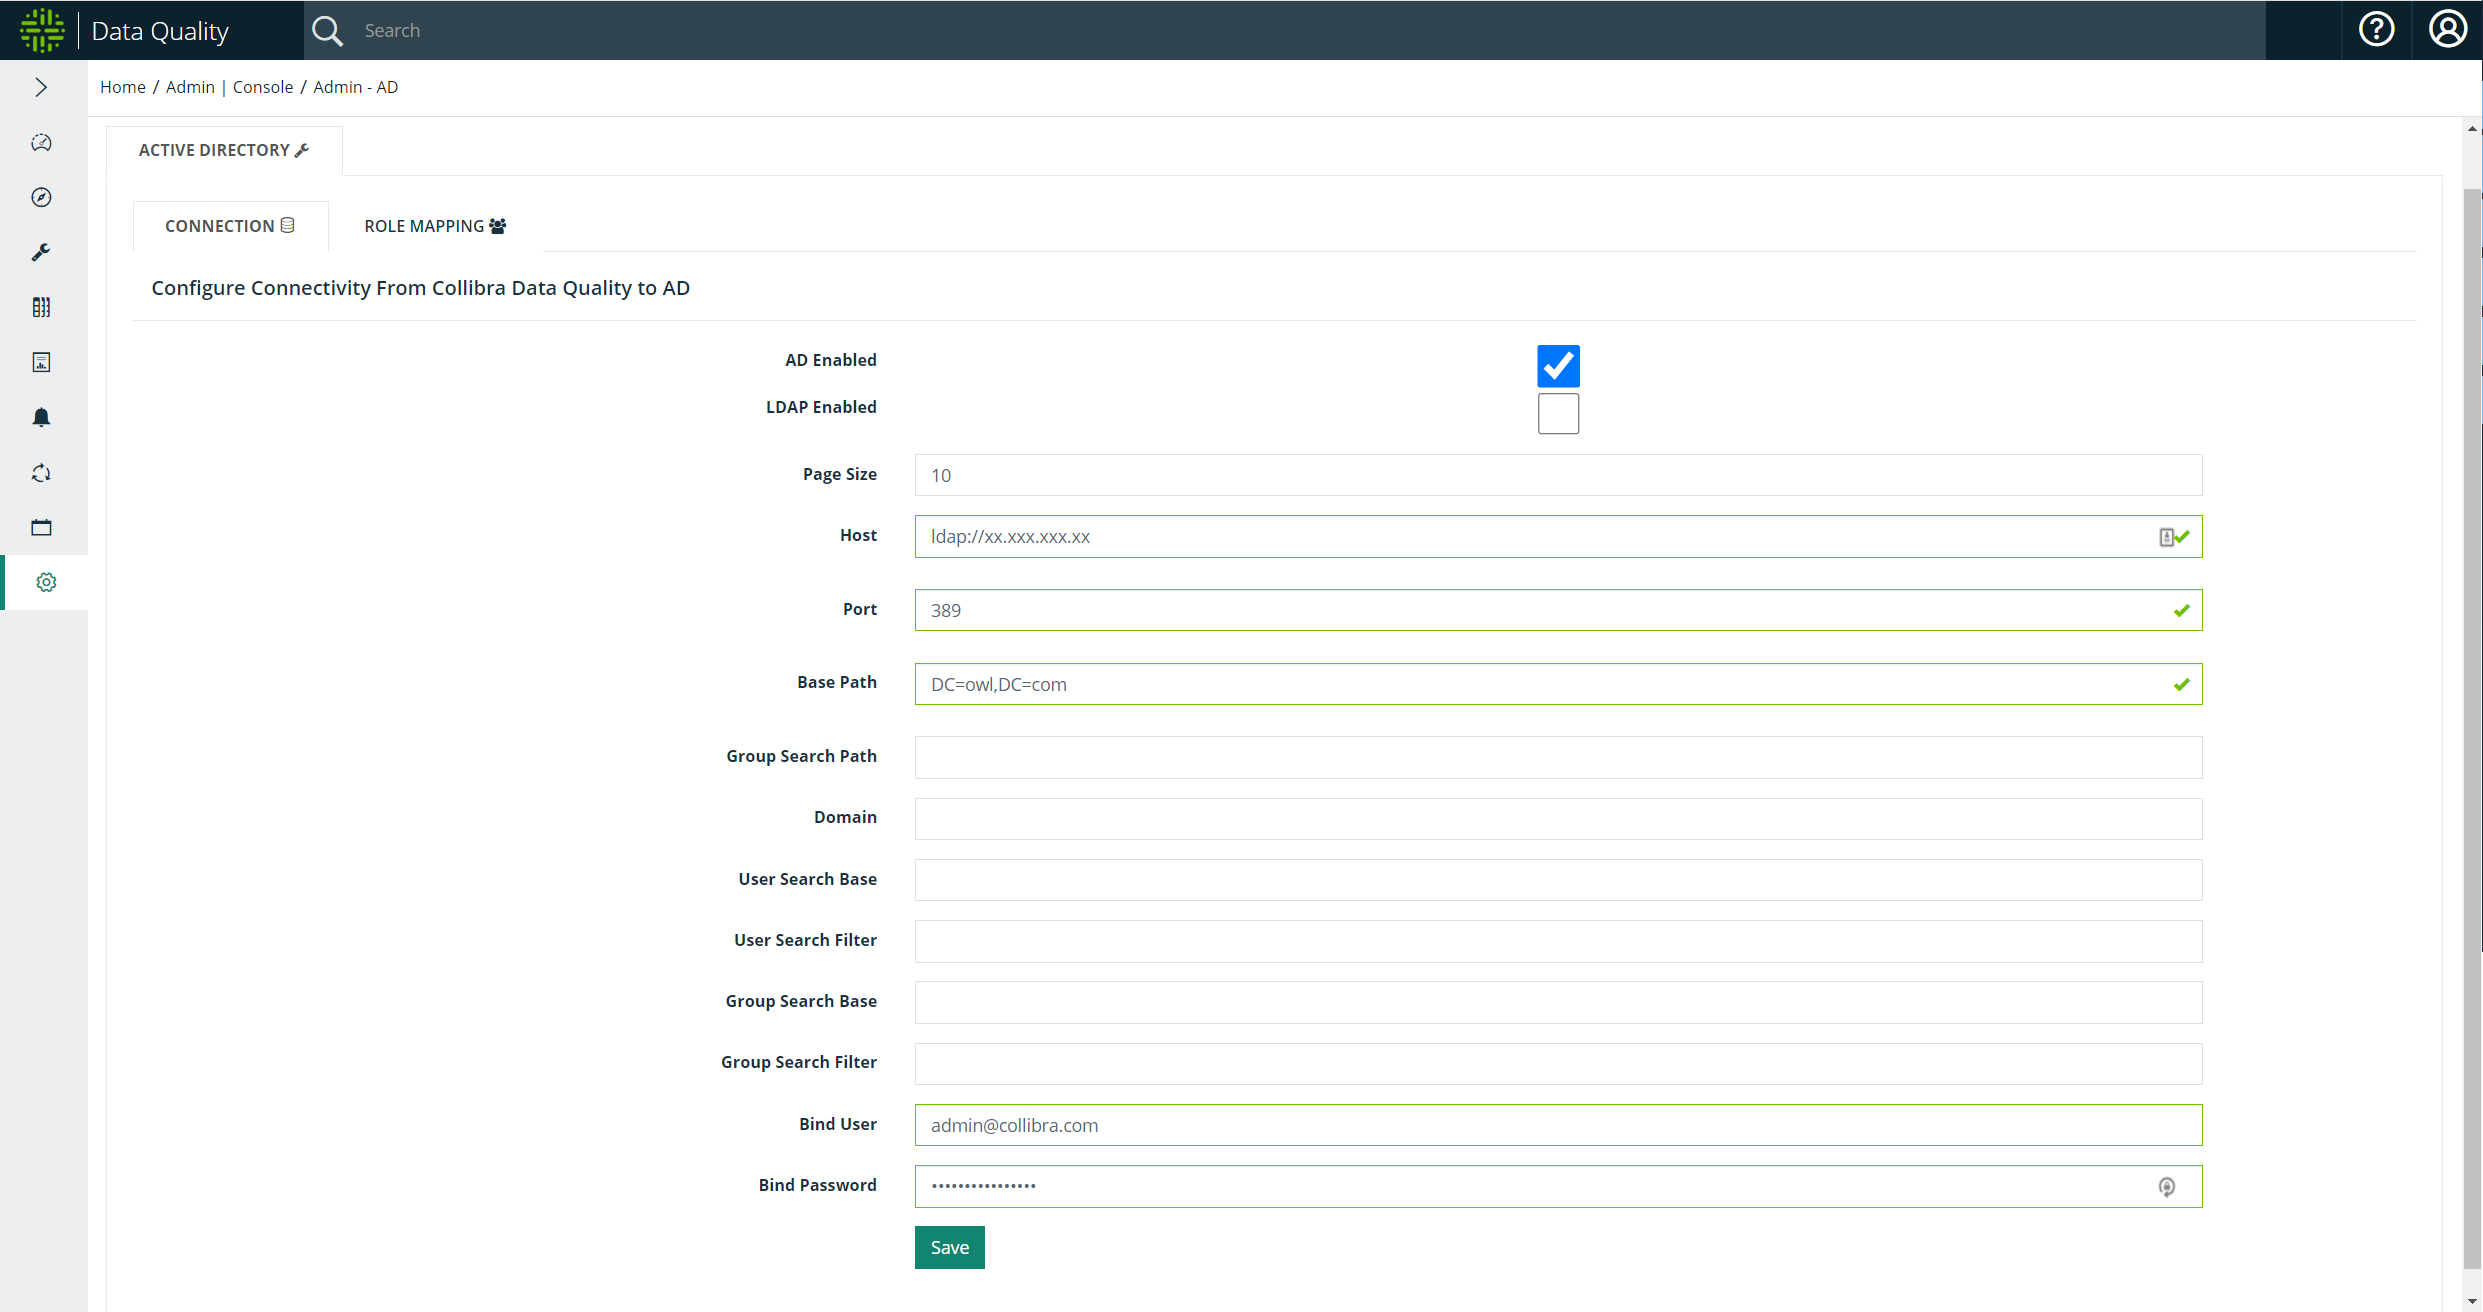 Data Quality
Search
Home / Admin | Console / Admin - AD
ACTIVE DIRECTORY
CONNECTION
ROLE MAPPING
Configure Connectivity From Collibra Data Quality to AD
AD Enabled
LDAP Enabled
Page Size
10
Host
ldap://xx.xxx.xxx.xx
Port
389
Base Path
DC=owl,DC=com
Group Search Path
Domain
User Search Base
User Search Filter
Group Search Base
Group Search Filter
Bind User
admin@collibra.com
Bind Password
••••••••••••••••
Save